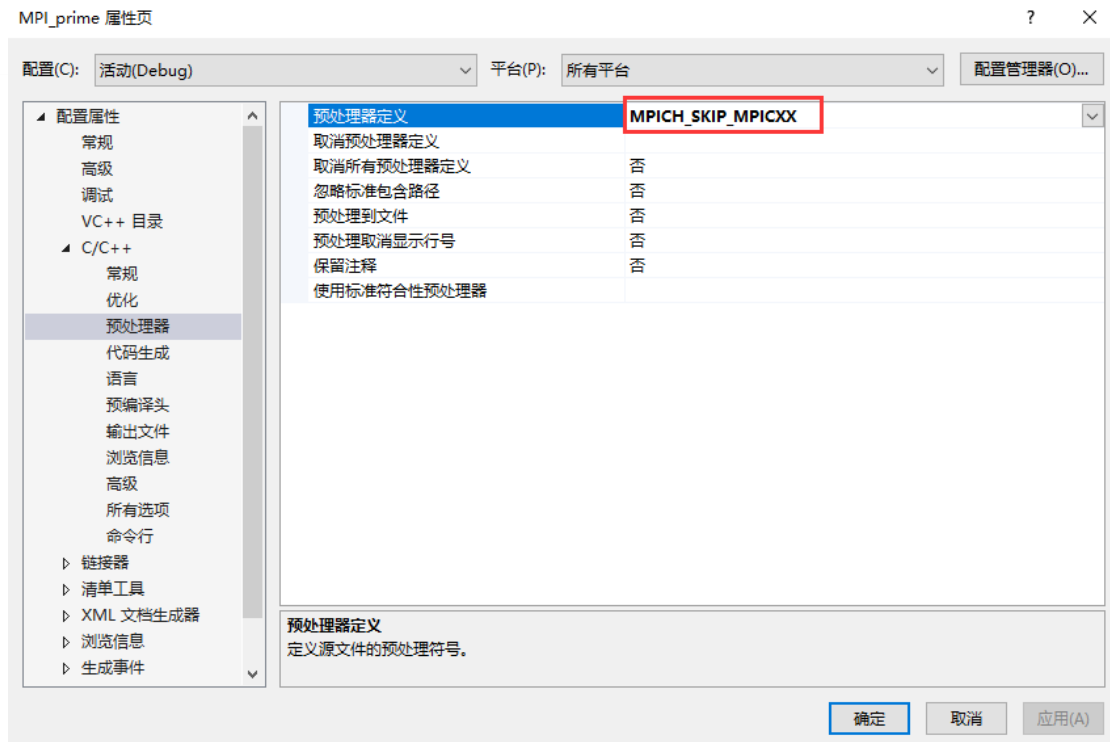 MPI_prime 属性页
配置(C): 活动(Debug) 平台(P): 所有平台 配置管理器(O)...
配置属性
常规
高级
调试
VC++ 目录
C/C++
常规
优化
预处理器
代码生成
语言
预编译头
输出文件
浏览信息
高级
所有选项
命令行
链接器
清单工具
XML 文档生成器
浏览信息
生成事件
预处理器定义 MPICH_SKIP_MPICXX
取消预处理器定义
取消所有预处理器定义 否
忽略标准包含路径 否
预处理到文件 否
预处理取消显示行号 否
保留注释 否
使用标准符合性预处理器
预处理器定义
定义源文件的预处理符号。
确定 取消 应用(A)